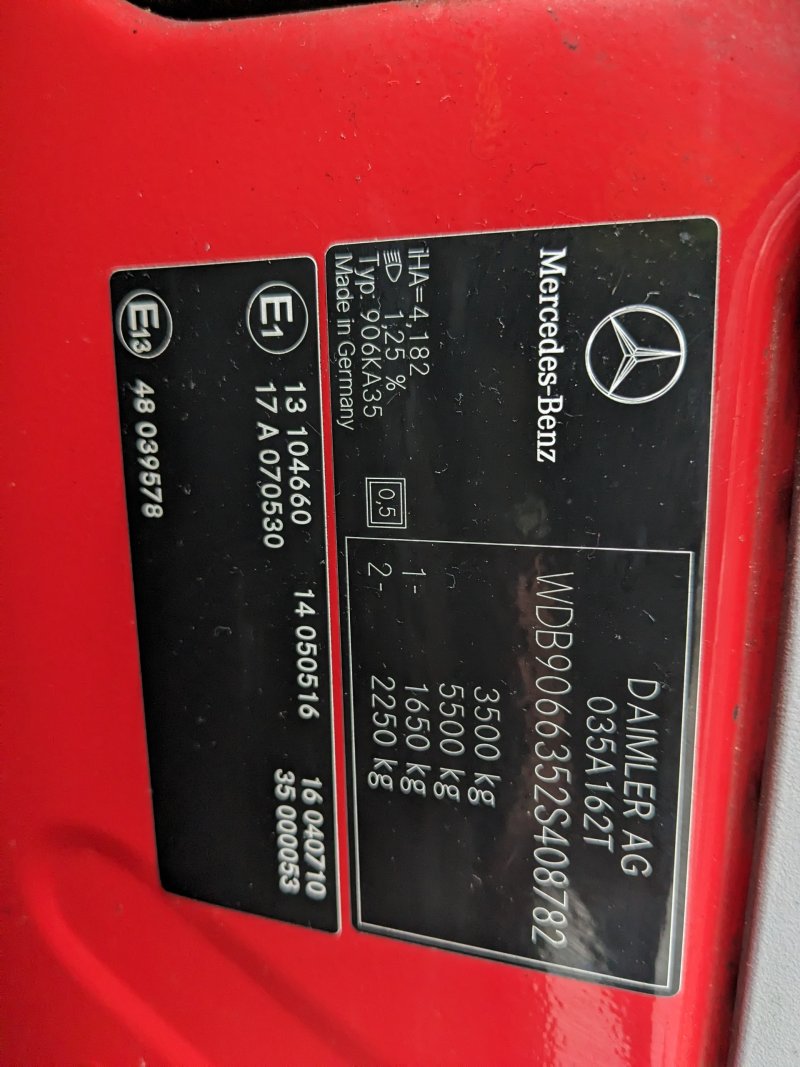 Mercedes-Benz
iHA=4,182
1,25 %
Typ: 906KA35
Made in Germany
0,5
DAIMLER AG
035A162T
WDB9066352S408782
3500 kg
5500 kg
1- 1650 kg
2- 2250 kg
E1 13 104660 14 050516 16 040710
17 A 070530 35 000053
E13 48 039578